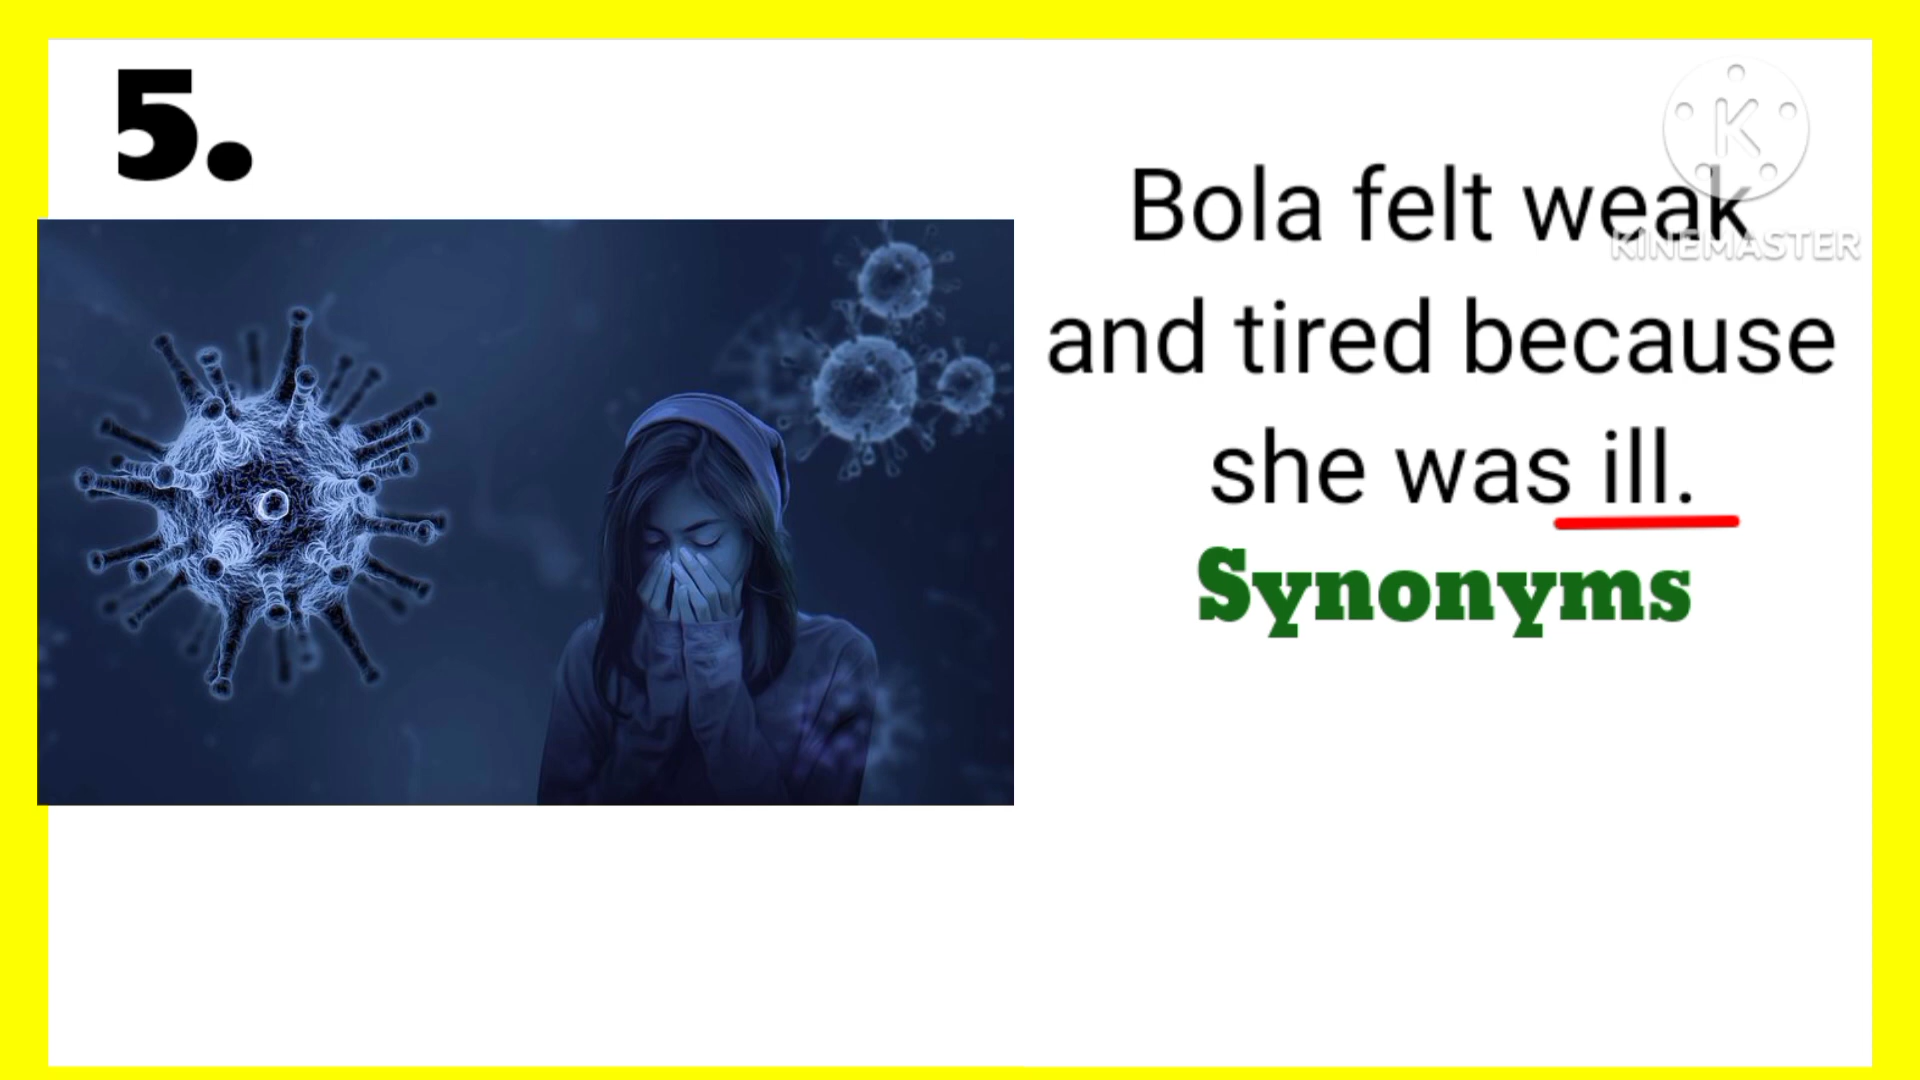 5.
Bola felt weak
KINEMASTER
and tired because
she was ill.
Synonyms